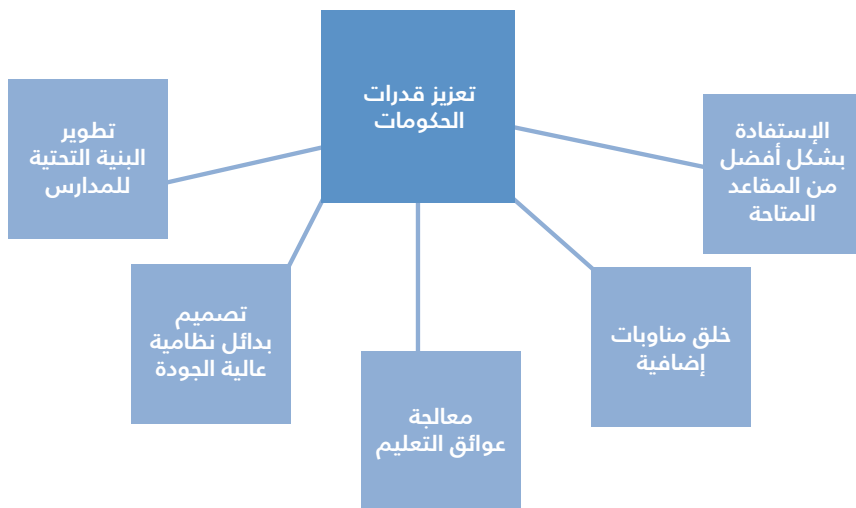 تعزيز قدرات
الحكومات
الإستفادة
بشكل أفضل
من المقاعد
المتاحة
خلق مناوبات
إضافية
معالجة
عوائق التعليم
تصميم
بدائل نظامية
عالية الجودة
تطوير
البنية التحتية
للمدارس